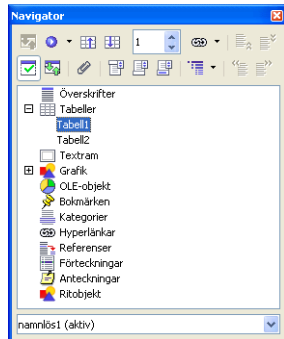 Navigator
1
Överskrifter
Tabeller
Tabell1
Tabell2
Textram
Grafik
OLE-objekt
Bokmärken
Kategorier
Hyperlänkar
Referenser
Förteckningar
Anteckningar
Ritobjekt
namnlös1 (aktiv)